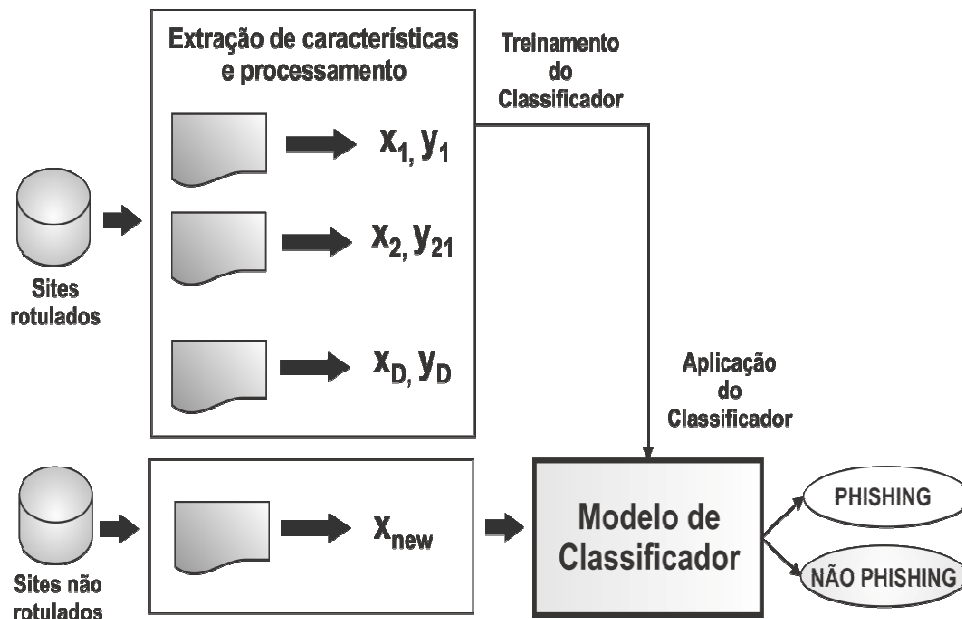 Extração de características
e processamento
x1, y1
x2, y21
xD, yD
Sites
rotulados
Treinamento
do
Classificador
Aplicação
do
Classificador
Sites não
rotulados
xnew
Modelo de
Classificador
PHISHING
NÃO PHISHING